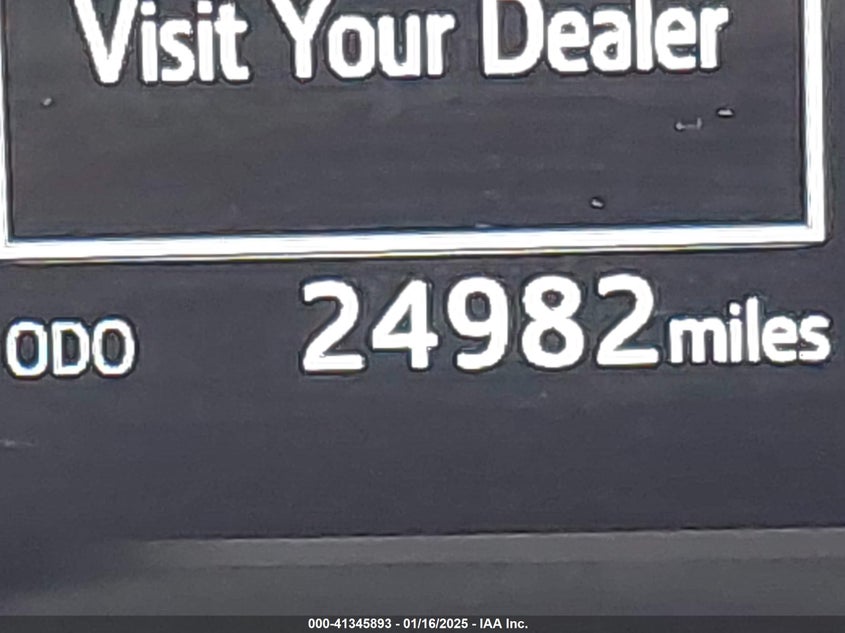 Visit Your Dealer
ODO 24982 miles
000-41345893 - 01/16/2025 - IAA Inc.